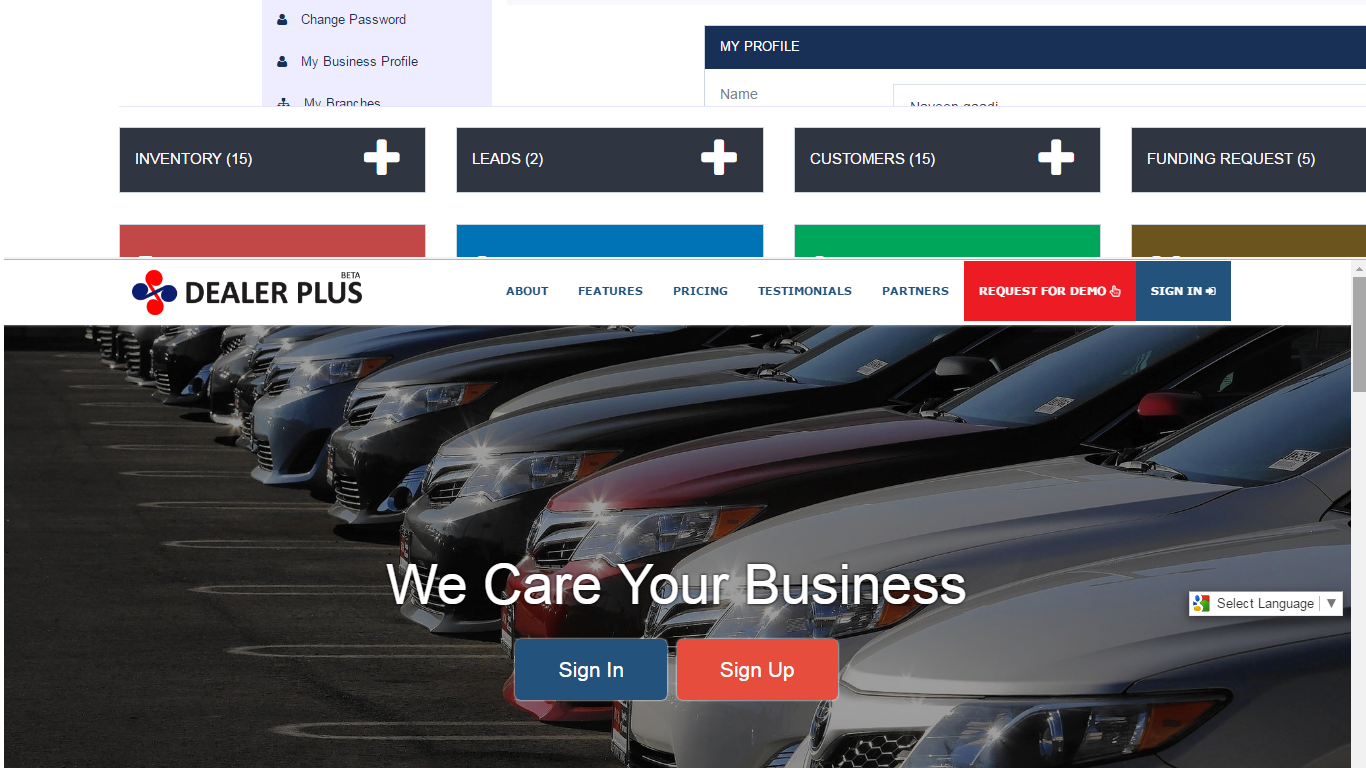 Change Password
My Business Profile
My Branches
MY PROFILE
Name
Naveen gaadi
INVENTORY (15)
LEADS (2)
CUSTOMERS (15)
FUNDING REQUEST (5)
DEALER PLUS BETA
ABOUT
FEATURES
PRICING
TESTIMONIALS
PARTNERS
REQUEST FOR DEMO
SIGN IN
We Care Your Business
Select Language ▼
Sign In
Sign Up